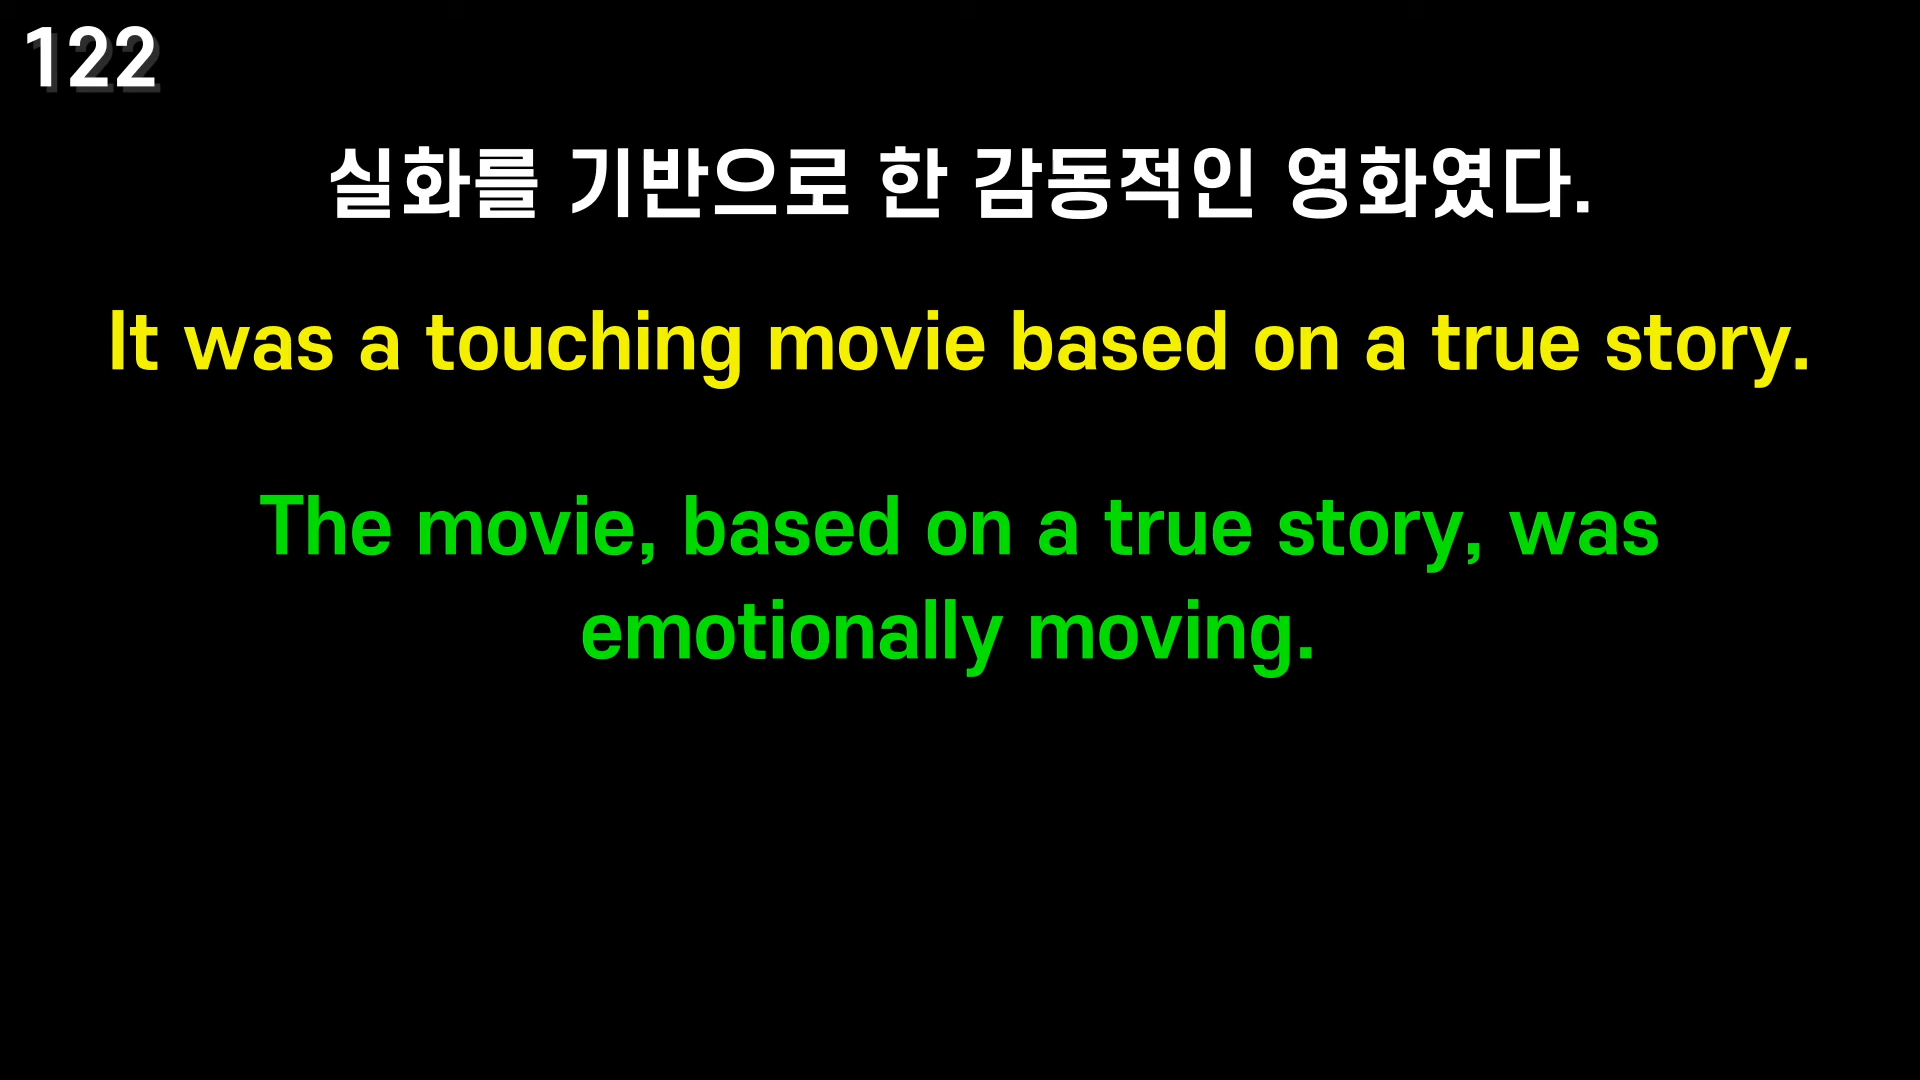 122
실화를 기반으로 한 감동적인 영화였다.
It was a touching movie based on a true story.
The movie, based on a true story, was
emotionally moving.